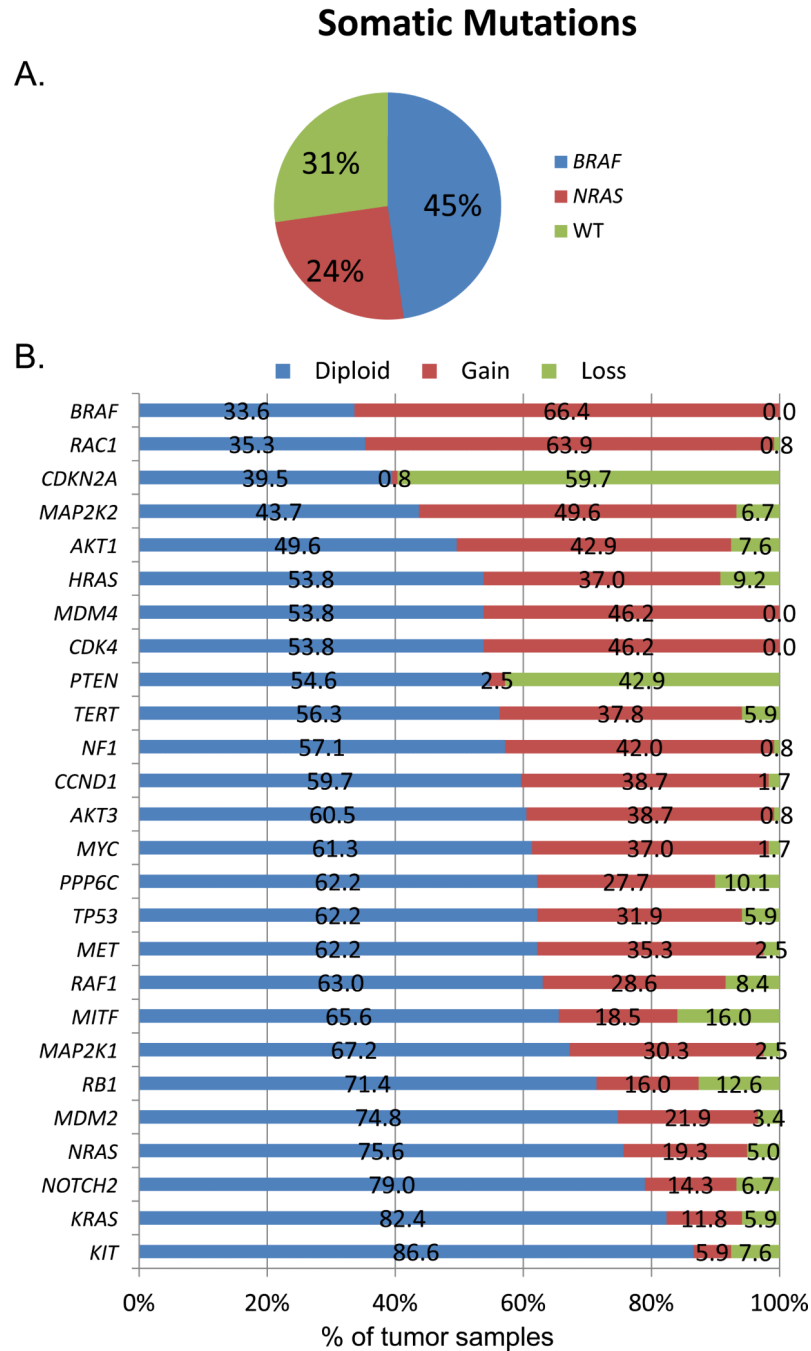 Somatic Mutations
A.
31%
45%
24%
BRAF
NRAS
WT
B.
Diploid Gain Loss
BRAF 33.6 66.4 0.0
RAC1 35.3 63.9 0.8
CDKN2A 39.5 0.8 59.7
MAP2K2 43.7 49.6 6.7
AKT1 49.6 42.9 7.6
HRAS 53.8 37.0 9.2
MDM4 53.8 46.2 0.0
CDK4 53.8 46.2 0.0
PTEN 54.6 2.5 42.9
TERT 56.3 37.8 5.9
NF1 57.1 42.0 0.8
CCND1 59.7 38.7 1.7
AKT3 60.5 38.7 0.8
MYC 61.3 37.0 1.7
PPP6C 62.2 27.7 10.1
TP53 62.2 31.9 5.9
MET 62.2 35.3 2.5
RAF1 63.0 28.6 8.4
MITF 65.6 18.5 16.0
MAP2K1 67.2 30.3 2.5
RB1 71.4 16.0 12.6
MDM2 74.8 21.9 3.4
NRAS 75.6 19.3 5.0
NOTCH2 79.0 14.3 6.7
KRAS 82.4 11.8 5.9
KIT 86.6 5.9 7.6
0% 20% 40% 60% 80% 100%
% of tumor samples